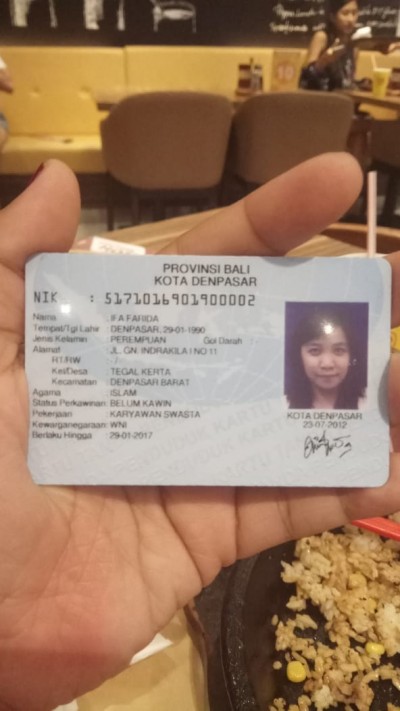 PROVINSI BALI
KOTA DENPASAR
NIK : 5171016901900002
Nama : IFA FARIDA
Tempat/Tgl Lahir : DENPASAR, 29-01-1990
Jenis Kelamin : PEREMPUAN Gol Darah :
Alamat : JL. GN. INDRAKILA I NO 11
RT/RW : /
Kel/Desa : TEGAL KERTA
Kecamatan : DENPASAR BARAT
Agama : ISLAM
Status Perkawinan: BELUM KAWIN
Pekerjaan : KARYAWAN SWASTA
Kewarganegaraan: WNI
Berlaku Hingga : 29-01-2017
KOTA DENPASAR
23-07-2012
10